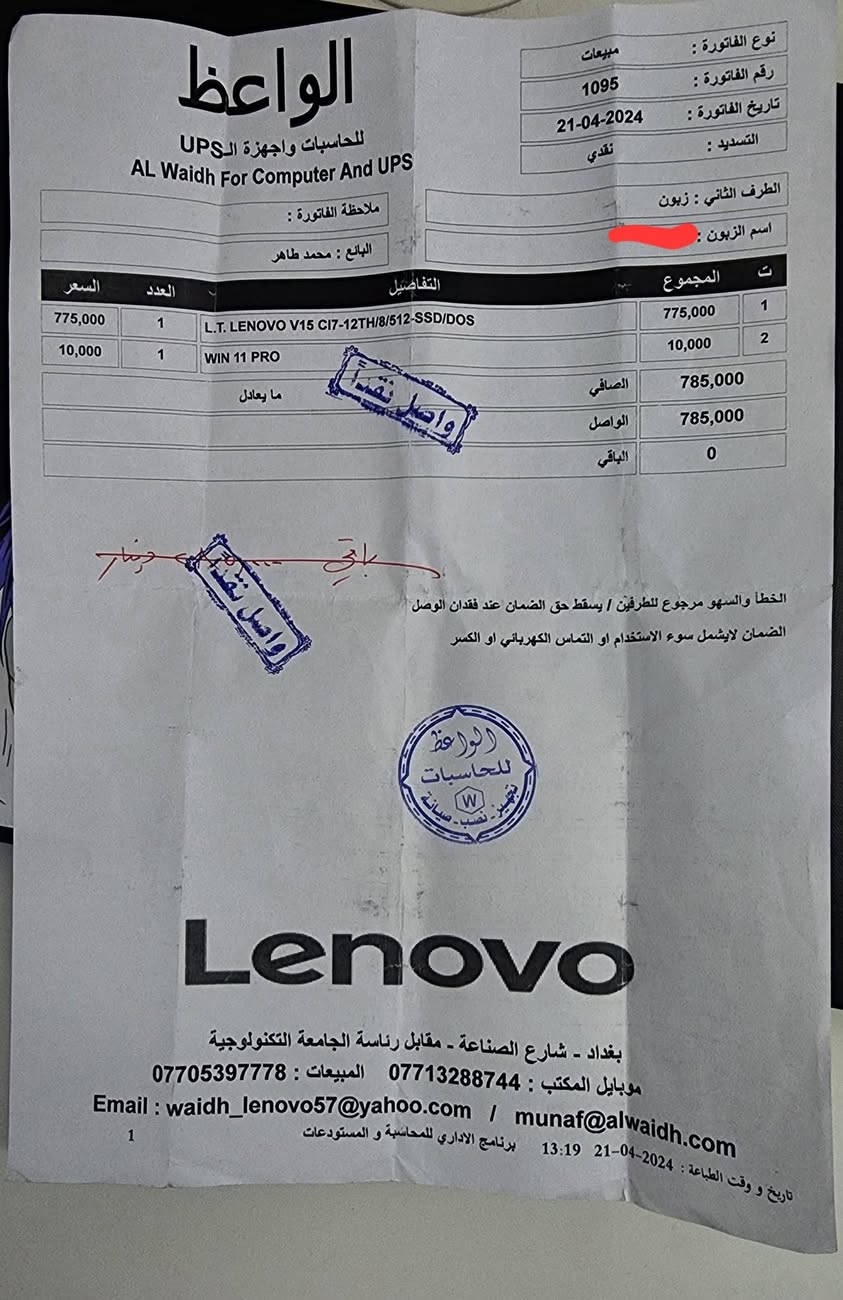 الواعظ
للحاسبات واجهزة الـUPS
AL Waidh For Computer And UPS
نوع الفاتورة : مبيعات
رقم الفاتورة : 1095
تاريخ الفاتورة : 21-04-2024
التسديد : نقدي
الطرف الثاني : زبون
ملاحظة الفاتورة :
اسم الزبون :
البائع : محمد طاهر
ت المجموع التفاصيل العدد السعر
1 775,000 L.T. LENOVO V15 CI7-12TH/8/512-SSD/DOS 1 775,000
2 10,000 WIN 11 PRO 1 10,000
785,000 الصافي ما يعادل
785,000 الواصل
0 الباقي
واصل نقداً
باقي دينار
واصل نقداً
الخطأ والسهو مرجوع للطرفين / يسقط حق الضمان عند فقدان الوصل
الضمان لايشمل سوء الاستخدام او التماس الكهربائي او الكسر
الواعظ
للحاسبات
W
تجهيز - نصب - صيانة
Lenovo
بغداد - شارع الصناعة - مقابل رئاسة الجامعة التكنولوجية
موبايل المكتب : 07713288744 المبيعات : 07705397778
Email : waidh_lenovo57@yahoo.com / munaf@alwaidh.com
تاريخ و وقت الطباعة : 21-04-2024 13:19 برنامج الاداري للمحاسبة و المستودعات 1